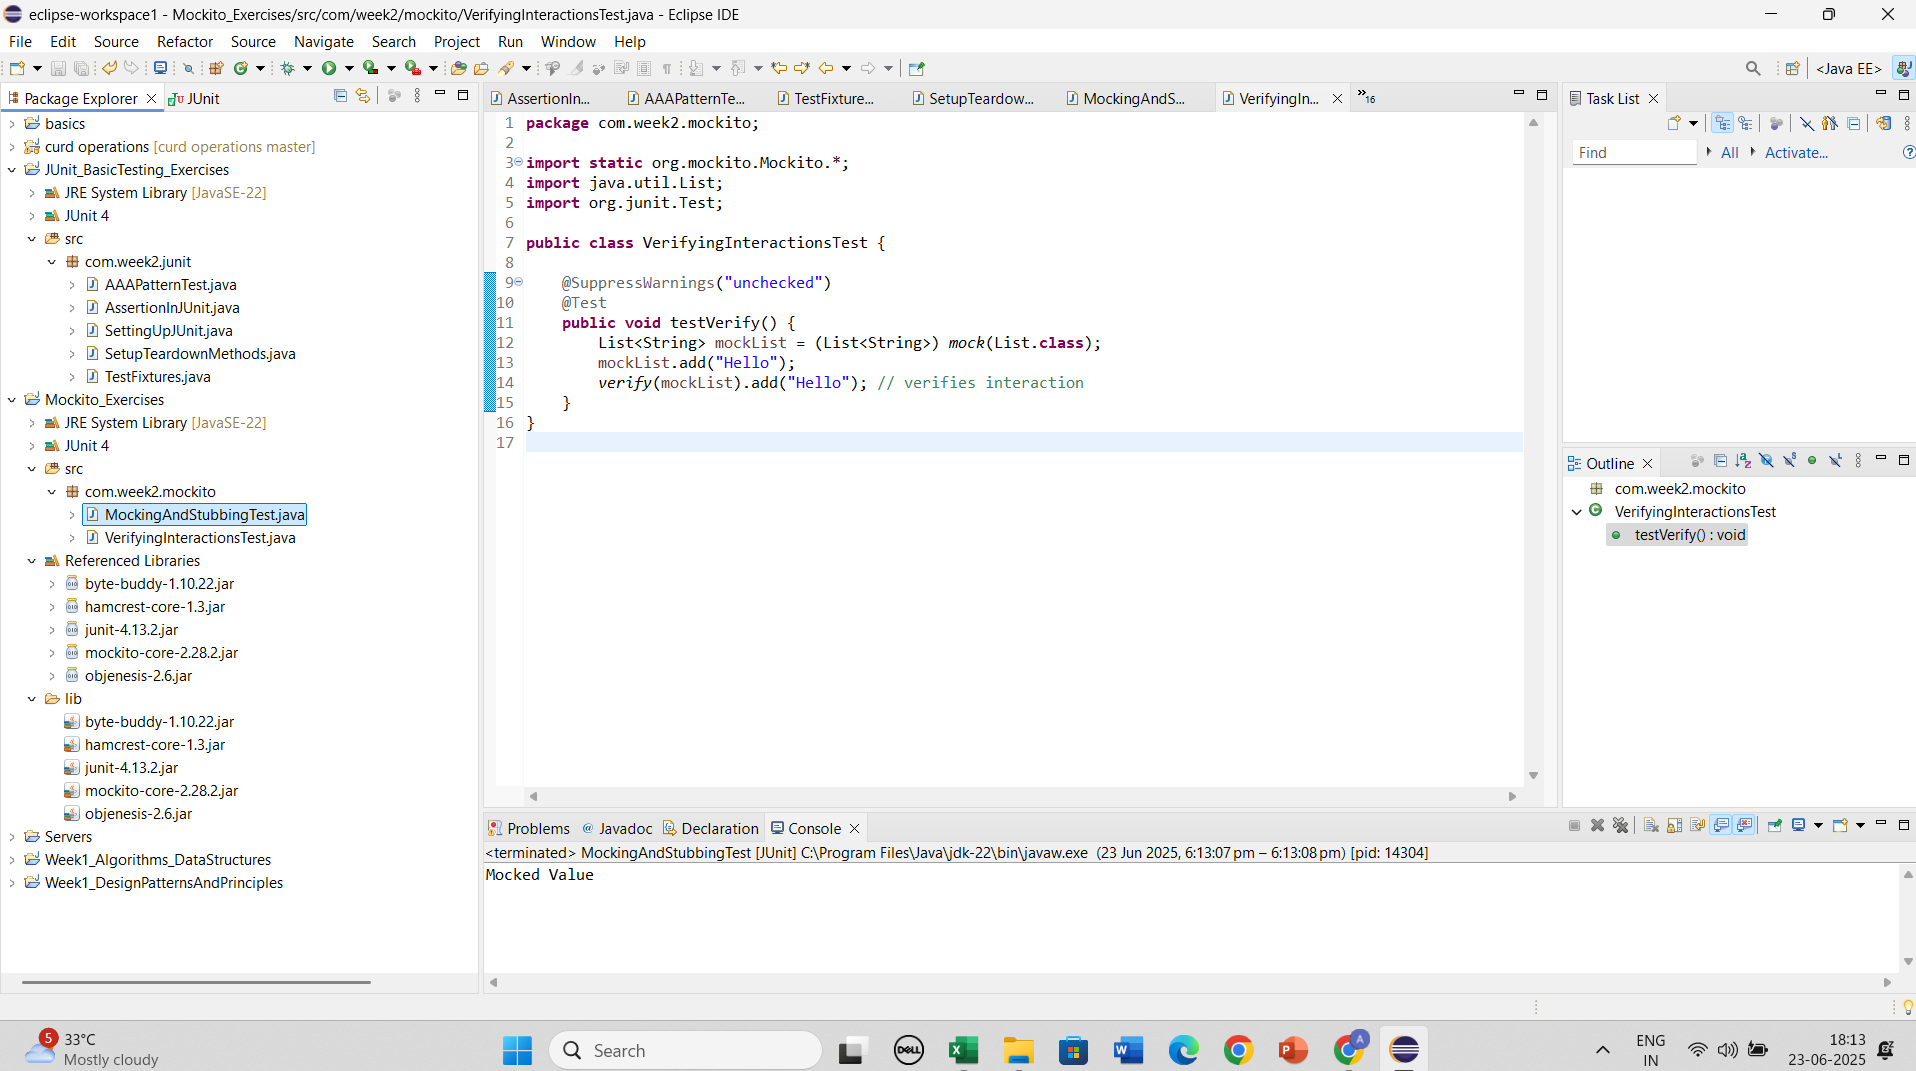 eclipse-workspace1 - Mockito_Exercises/src/com/week2/mockito/VerifyingInteractionsTest.java - Eclipse IDE
File Edit Source Refactor Source Navigate Search Project Run Window Help
<Java EE>
Package Explorer JUnit
basics
curd operations [curd operations master]
JUnit_BasicTesting_Exercises
JRE System Library [JavaSE-22]
JUnit 4
src
com.week2.junit
AAAPatternTest.java
AssertionInJUnit.java
SettingUpJUnit.java
SetupTeardownMethods.java
TestFixtures.java
Mockito_Exercises
JRE System Library [JavaSE-22]
JUnit 4
src
com.week2.mockito
MockingAndStubbingTest.java
VerifyingInteractionsTest.java
Referenced Libraries
byte-buddy-1.10.22.jar
hamcrest-core-1.3.jar
junit-4.13.2.jar
mockito-core-2.28.2.jar
objenesis-2.6.jar
lib
byte-buddy-1.10.22.jar
hamcrest-core-1.3.jar
junit-4.13.2.jar
mockito-core-2.28.2.jar
objenesis-2.6.jar
Servers
Week1_Algorithms_DataStructures
Week1_DesignPatternsAndPrinciples
AssertionIn... AAAPatternTe... TestFixture... SetupTeardow... MockingAndS... VerifyingIn... »16
1 package com.week2.mockito;
2
3 import static org.mockito.Mockito.*;
4 import java.util.List;
5 import org.junit.Test;
6
7 public class VerifyingInteractionsTest {
8
9 @SuppressWarnings("unchecked")
10 @Test
11 public void testVerify() {
12 List<String> mockList = (List<String>) mock(List.class);
13 mockList.add("Hello");
14 verify(mockList).add("Hello"); // verifies interaction
15 }
16 }
17
Task List
Find All Activate...
Outline
com.week2.mockito
VerifyingInteractionsTest
testVerify() : void
Problems @ Javadoc Declaration Console
<terminated> MockingAndStubbingTest [JUnit] C:\Program Files\Java\jdk-22\bin\javaw.exe (23 Jun 2025, 6:13:07 pm – 6:13:08 pm) [pid: 14304]
Mocked Value
5
33°C
Mostly cloudy
Search
DELL
A
ENG
IN
18:13
23-06-2025